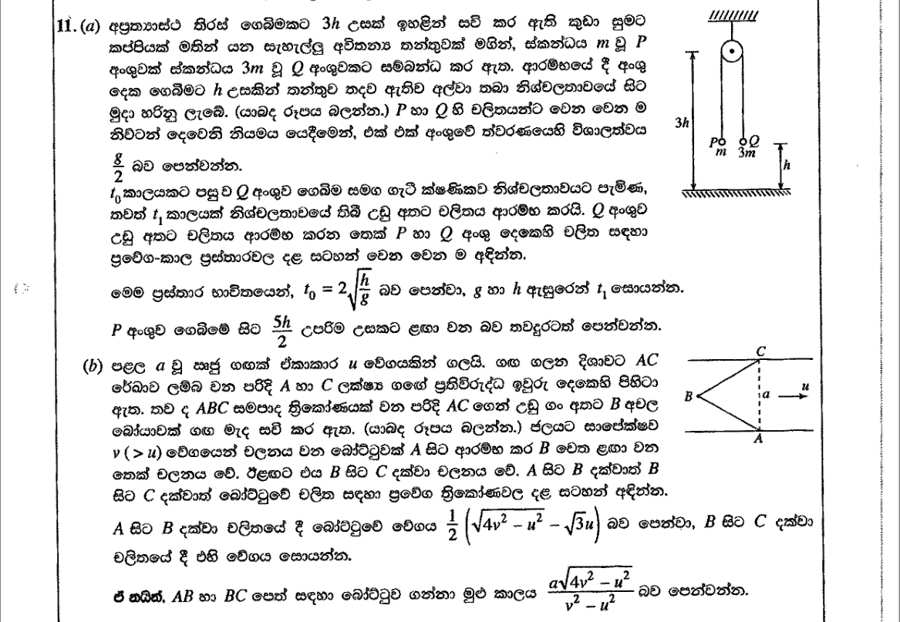 11. (a) අප්‍රත්‍යාස්ථ තිරස් ගෙබිමකට 3h උසක් ඉහළින් සවි කර ඇති කුඩා සුමට
කප්පියක් මතින් යන සැහැල්ලු අවිතන්‍ය තන්තුවක් මගින්, ස්කන්ධය m වූ P
අංශුවක් ස්කන්ධය 3m වූ Q අංශුවකට සම්බන්ධ කර ඇත. ආරම්භයේ දී අංශු
දෙක ගෙබිමට h උසකින් තන්තුව තදව ඇතිව අල්වා තබා නිශ්චලතාවයේ සිට
මුදා හරිනු ලැබේ. (යාබද රූපය බලන්න.) P හා Q හි චලිතයන්ට වෙන වෙන ම
නිව්ටන් දෙවෙනි නියමය යෙදීමෙන්, එක් එක් අංශුවේ ත්වරණයෙහි විශාලත්වය
g/2 බව පෙන්වන්න.
t₀ කාලයකට පසුව Q අංශුව ගෙබිම සමග ගැටී ක්ෂණිකව නිශ්චලතාවයට පැමිණ,
තවත් t₁ කාලයක් නිශ්චලතාවයේ තිබී උඩු අතට චලිතය ආරම්භ කරයි. Q අංශුව
උඩු අතට චලිතය ආරම්භ කරන තෙක් P හා Q අංශු දෙකෙහි චලිත සඳහා
ප්‍රවේග-කාල ප්‍රස්තාරවල දළ සටහන් වෙන වෙන ම අඳින්න.
මෙම ප්‍රස්තාර භාවිතයෙන්, t₀ = 2√(h/g) බව පෙන්වා, g හා h ඇසුරෙන් t₁ සොයන්න.
P අංශුව ගෙබිමේ සිට 5h/2 උපරිම උසකට ළඟා වන බව තවදුරටත් පෙන්වන්න.
3h
P
Q
m
3m
h
(b) පළල a වූ ඍජු ගඟක් ඒකාකාර u වේගයකින් ගලයි. ගඟ ගලන දිශාවට AC
රේඛාව ලම්බ වන පරිදි A හා C ලක්ෂ්‍ය ගඟේ ප්‍රතිවිරුද්ධ ඉවුරු දෙකෙහි පිහිටා
ඇත. තව ද ABC සමපාද ත්‍රිකෝණයක් වන පරිදි AC ගෙන් උඩු ගං අතට B අචල
බෝයාවක් ගඟ මැද සවි කර ඇත. (යාබද රූපය බලන්න.) ජලයට සාපේක්ෂව
v (> u) වේගයෙන් චලනය වන බෝට්ටුවක් A සිට ආරම්භ කර B වෙත ළඟා වන
තෙක් චලනය වේ. ඊළඟට එය B සිට C දක්වා චලනය වේ. A සිට B දක්වාත් B
සිට C දක්වාත් බෝට්ටුවේ චලිත සඳහා ප්‍රවේග ත්‍රිකෝණවල දළ සටහන් අඳින්න.
A සිට B දක්වා චලිතයේ දී බෝට්ටුවේ වේගය 1/2 (√(4v² − u²) − √3u) බව පෙන්වා, B සිට C දක්වා
චලිතයේ දී එහි වේගය සොයන්න.
ඒ නයින්, AB හා BC පෙත් සඳහා බෝට්ටුව ගන්නා මුළු කාලය a√(4v² − u²)/(v² − u²) බව පෙන්වන්න.
C
B
a
u
A